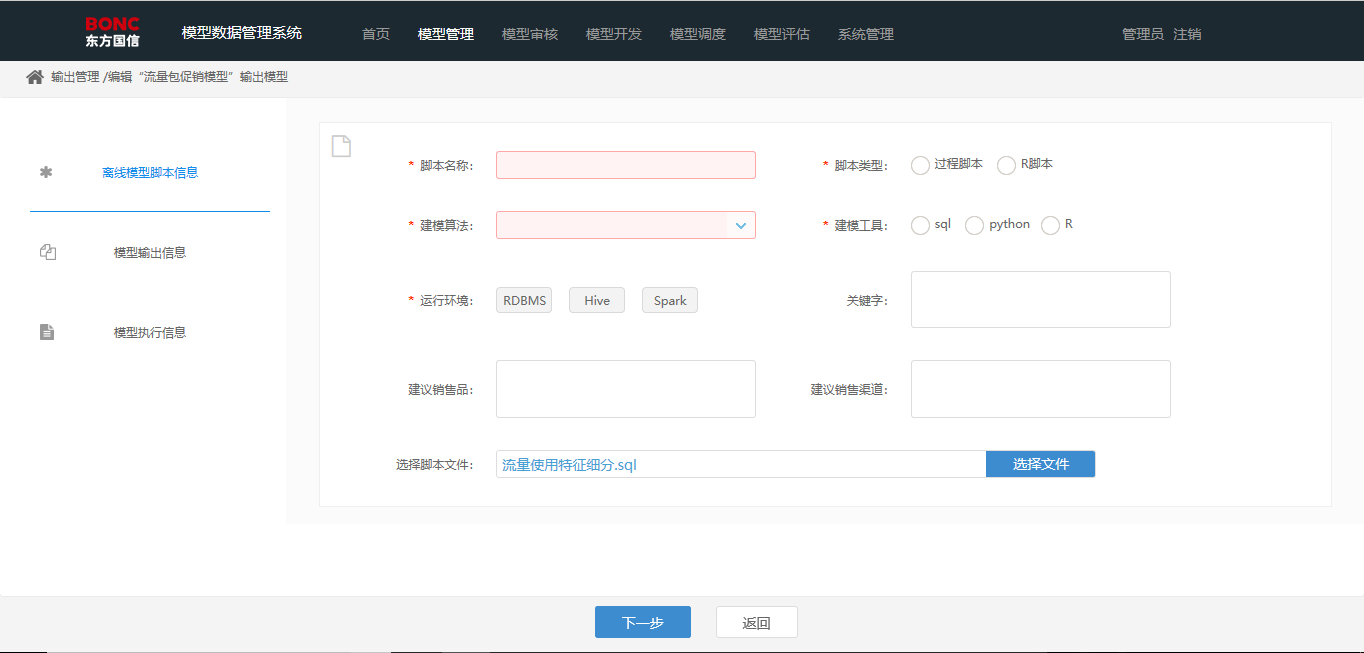 BONC
东方国信
模型数据管理系统 首页 模型管理 模型审核 模型开发 模型调度 模型评估 系统管理 管理员 注销
输出管理 /编辑“流量包促销模型”输出模型
离线模型脚本信息
模型输出信息
模型执行信息
* 脚本名称: * 脚本类型: 过程脚本 R脚本
* 建模算法: * 建模工具: sql python R
* 运行环境: RDBMS Hive Spark 关键字:
建议销售品: 建议销售渠道:
选择脚本文件: 流量使用特征细分.sql 选择文件
下一步 返回